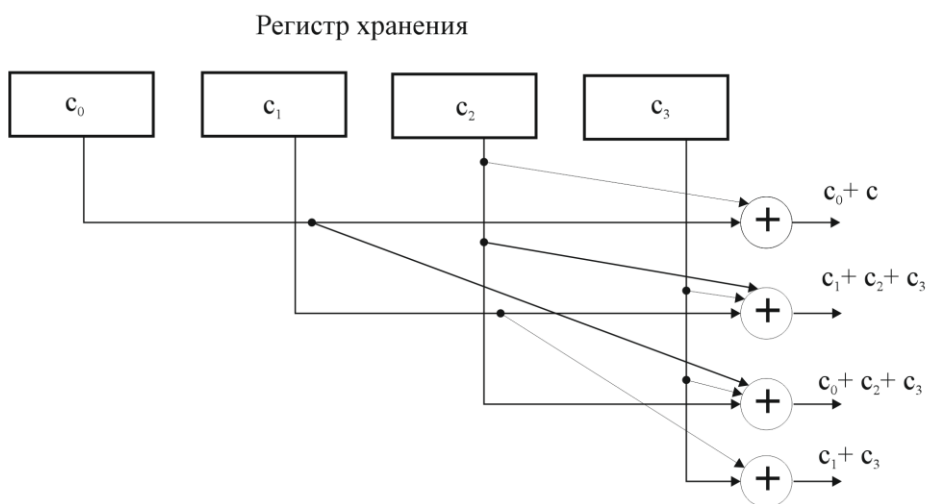 Регистр хранения
c₀ c₁ c₂ c₃
c₀+ c
+
c₁+ c₂+ c₃
+
c₀+ c₂+ c₃
+
c₁+ c₃
+